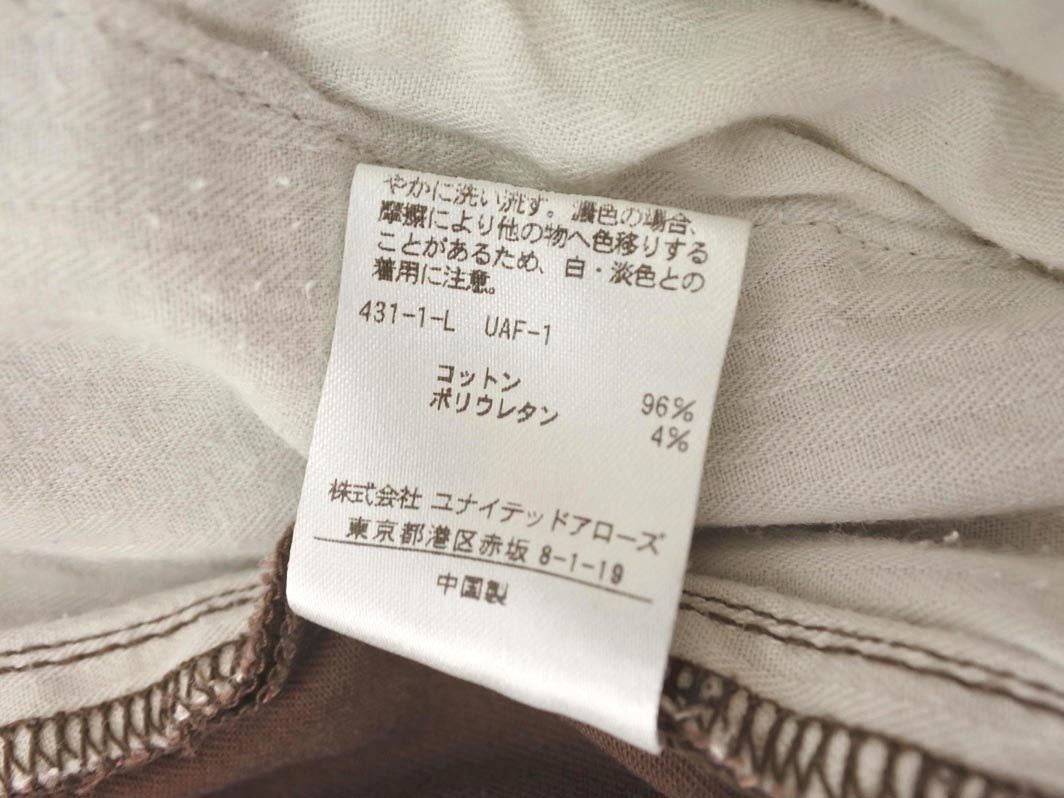 やかに洗い流す。濃色の場合、
摩擦により他の物へ色移りする
ことがあるため、白・淡色との
着用に注意。
431-1-L UAF-1
コットン 96%
ポリウレタン 4%
株式会社 ユナイテッドアローズ
東京都港区赤坂 8-1-19
中国製